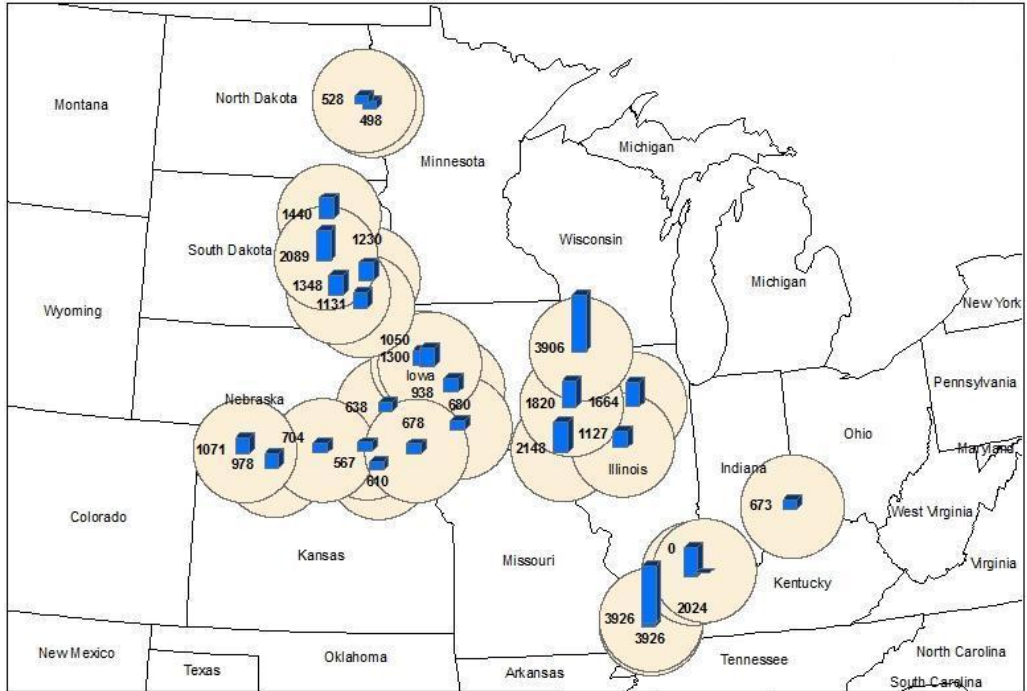 Montana
North Dakota
528
498
Minnesota
Michigan
1440
South Dakota
2089
1230
1348
1131
Wisconsin
Michigan
New York
Wyoming
1050
1300
Iowa
938
680
3906
Pennsylvania
Nebraska
638
678
1820
1664
1071
704
978
567
610
2148
1127
Illinois
Ohio
Maryland
Indiana
673
West Virginia
Colorado
Kansas
Missouri
Virginia
0
Kentucky
2024
3926
3926
New Mexico
Texas
Oklahoma
Arkansas
Tennessee
North Carolina
South Carolina